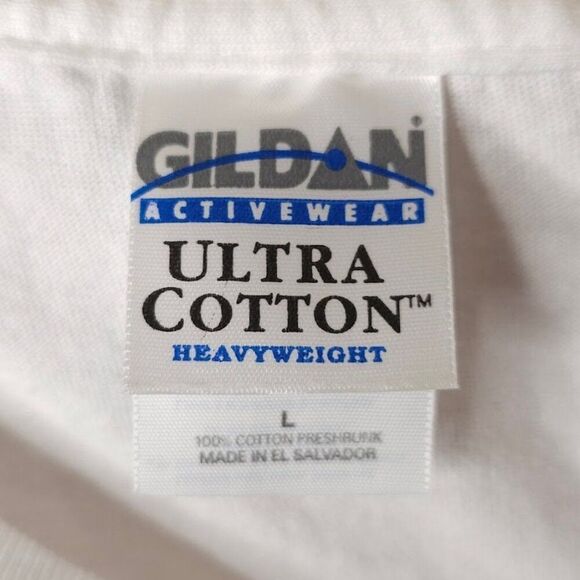 GILDAN®
ACTIVEWEAR
ULTRA
COTTON™
HEAVYWEIGHT
L
100% COTTON PRESHRUNK
MADE IN EL SALVADOR